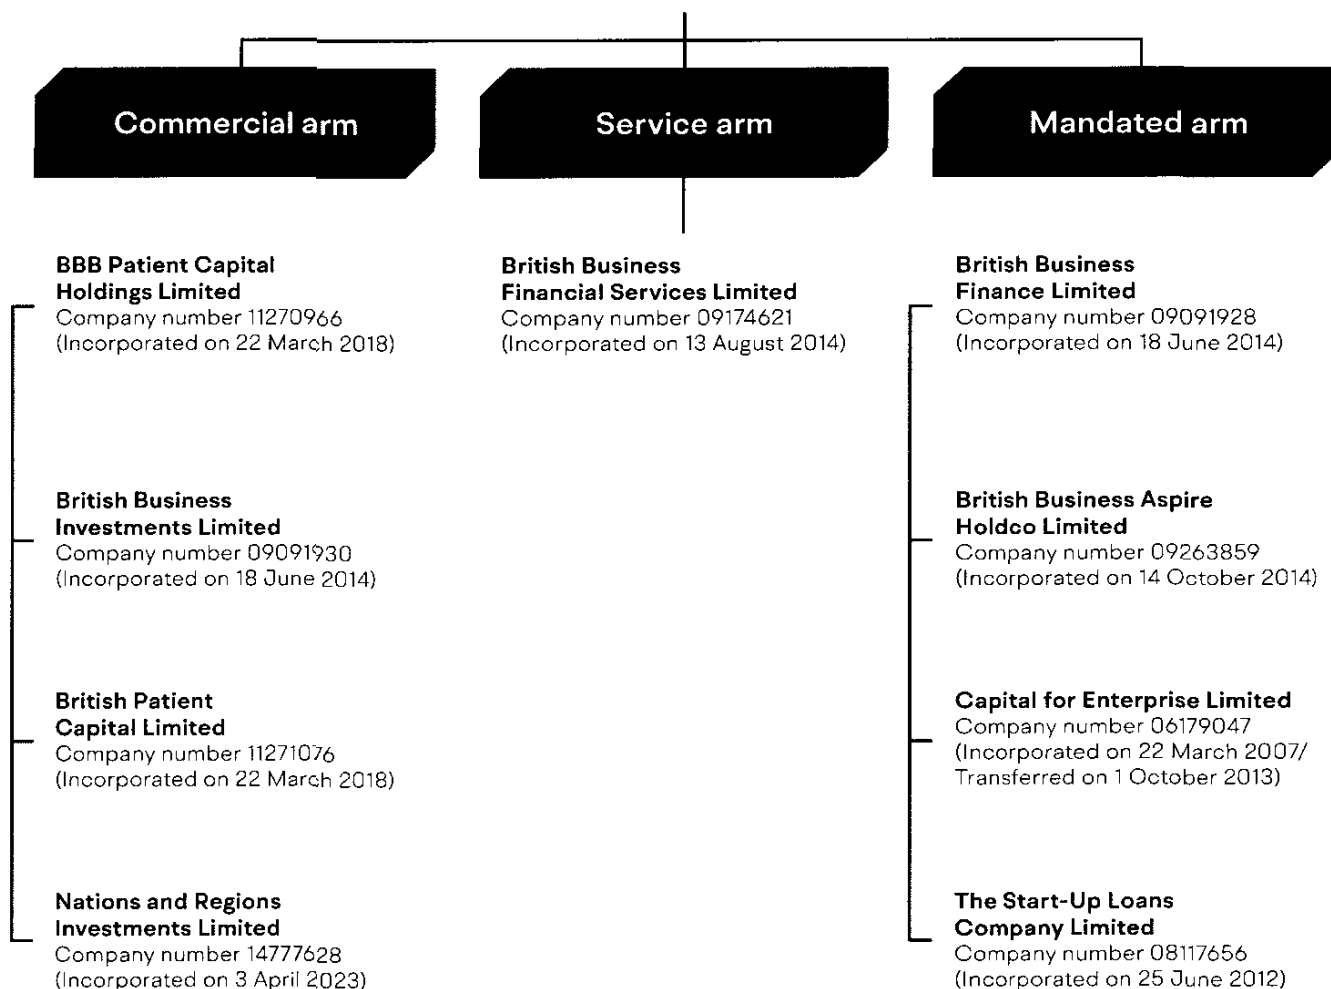 Commercial arm
Service arm
Mandated arm
BBB Patient Capital
Holdings Limited
Company number 11270966
(Incorporated on 22 March 2018)
British Business
Investments Limited
Company number 09091930
(Incorporated on 18 June 2014)
British Patient
Capital Limited
Company number 11271076
(Incorporated on 22 March 2018)
Nations and Regions
Investments Limited
Company number 14777628
(Incorporated on 3 April 2023)
British Business
Financial Services Limited
Company number 09174621
(Incorporated on 13 August 2014)
British Business
Finance Limited
Company number 09091928
(Incorporated on 18 June 2014)
British Business Aspire
Holdco Limited
Company number 09263859
(Incorporated on 14 October 2014)
Capital for Enterprise Limited
Company number 06179047
(Incorporated on 22 March 2007/
Transferred on 1 October 2013)
The Start-Up Loans
Company Limited
Company number 08117656
(Incorporated on 25 June 2012)